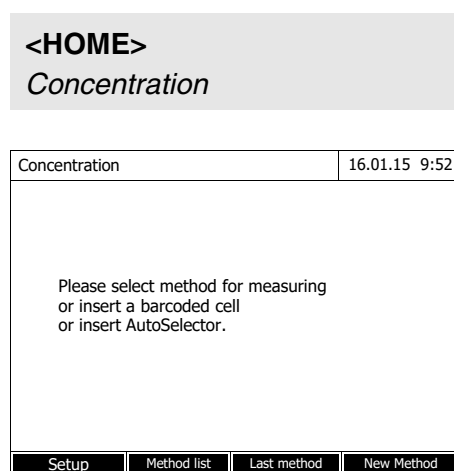 <HOME>
Concentration
Concentration 16.01.15 9:52
Please select method for measuring
or insert a barcoded cell
or insert AutoSelector.
Setup Method list Last method New Method